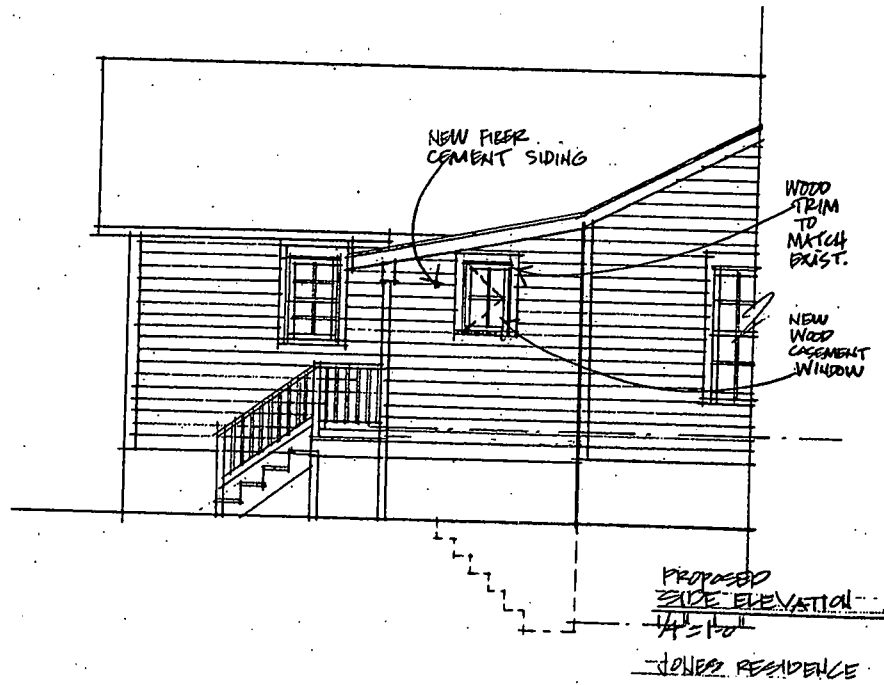 NEW FIBER
CEMENT SIDING
WOOD
TRIM
TO
MATCH
EXIST.
NEW
WOOD
CASEMENT
WINDOW
PROPOSED
SIDE ELEVATION
1/4" = 1'-0"
JONES RESIDENCE